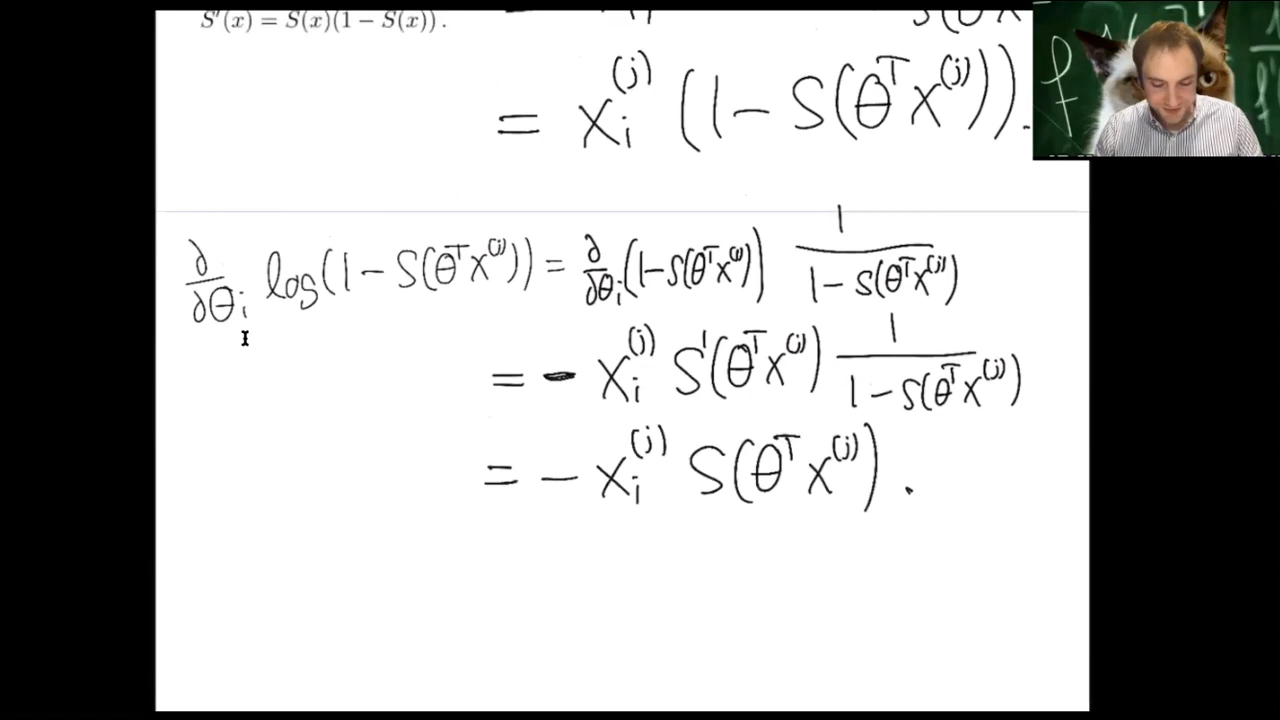 S′(x) = S(x)(1 − S(x)) .
= x_i^(j) (1 − S(θ^T x^(j))).
∂/∂θ_i log(1 − S(θ^T x^(j))) = ∂/∂θ_i (1 − S(θ^T x^(j))) 1/(1 − S(θ^T x^(j)))
= − x_i^(j) S′(θ^T x^(j)) 1/(1 − S(θ^T x^(j)))
= − x_i^(j) S(θ^T x^(j)) .